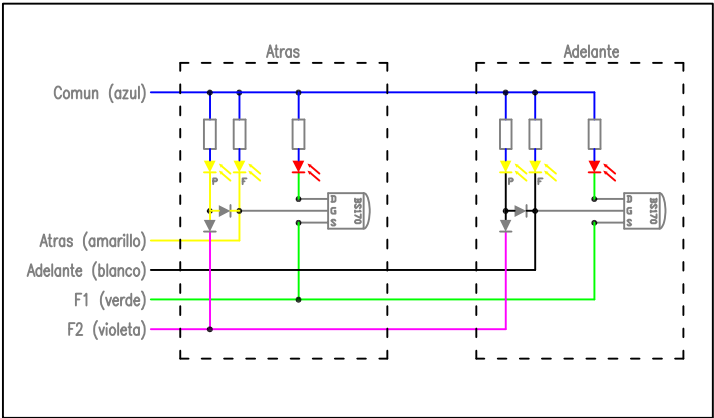 Atras
Adelante
Comun (azul)
P
F
P
F
D
G
S
BS170
D
G
S
BS170
Atras (amarillo)
Adelante (blanco)
F1 (verde)
F2 (violeta)